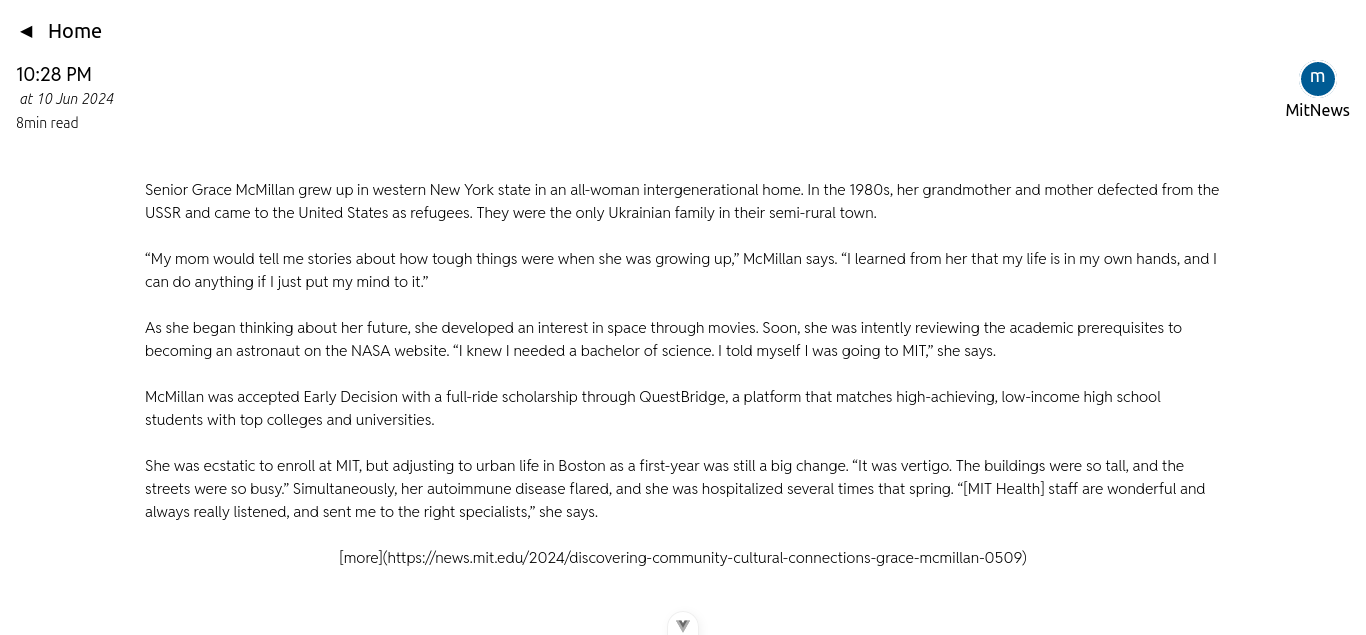 ◄ Home
10:28 PM
at 10 Jun 2024
8min read
m
MitNews
Senior Grace McMillan grew up in western New York state in an all-woman intergenerational home. In the 1980s, her grandmother and mother defected from the
USSR and came to the United States as refugees. They were the only Ukrainian family in their semi-rural town.
“My mom would tell me stories about how tough things were when she was growing up,” McMillan says. “I learned from her that my life is in my own hands, and I
can do anything if I just put my mind to it.”
As she began thinking about her future, she developed an interest in space through movies. Soon, she was intently reviewing the academic prerequisites to
becoming an astronaut on the NASA website. “I knew I needed a bachelor of science. I told myself I was going to MIT,” she says.
McMillan was accepted Early Decision with a full-ride scholarship through QuestBridge, a platform that matches high-achieving, low-income high school
students with top colleges and universities.
She was ecstatic to enroll at MIT, but adjusting to urban life in Boston as a first-year was still a big change. “It was vertigo. The buildings were so tall, and the
streets were so busy.” Simultaneously, her autoimmune disease flared, and she was hospitalized several times that spring. “[MIT Health] staff are wonderful and
always really listened, and sent me to the right specialists,” she says.
[more](https://news.mit.edu/2024/discovering-community-cultural-connections-grace-mcmillan-0509)